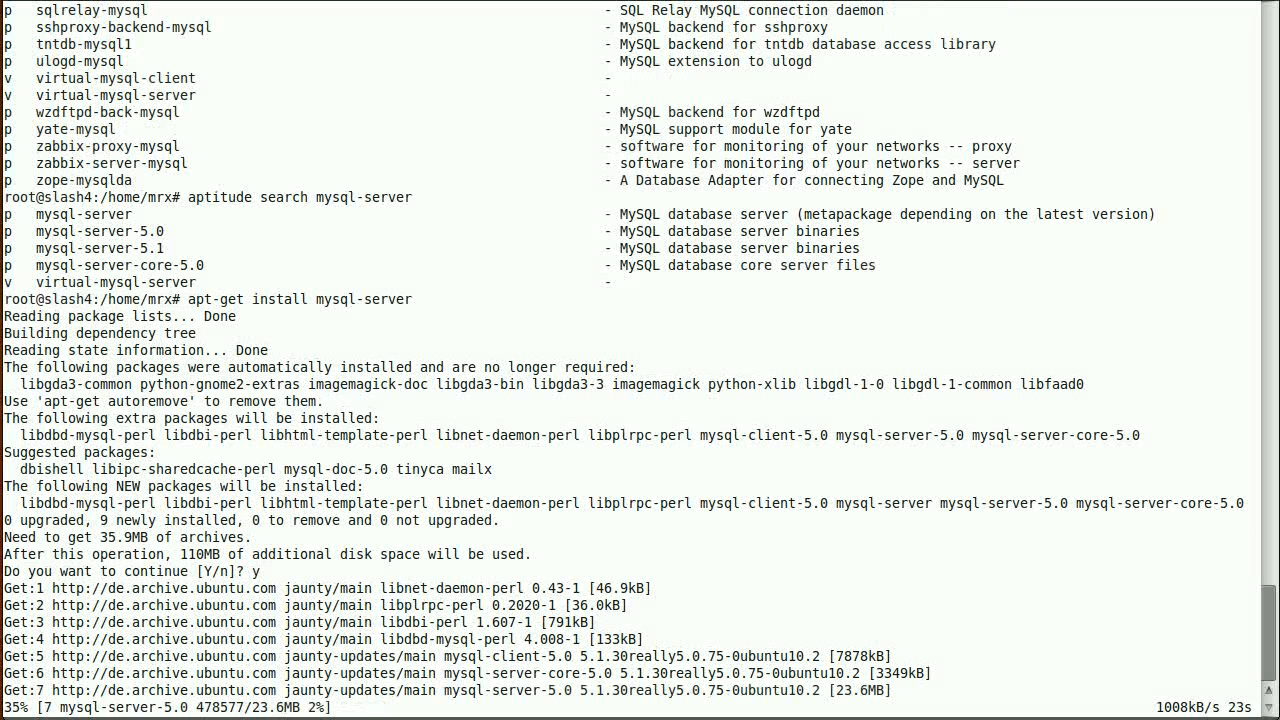 p   sqlrelay-mysql                                                         - SQL Relay MySQL connection daemon
p   sshproxy-backend-mysql                                                 - MySQL backend for sshproxy
p   tntdb-mysql1                                                           - MySQL backend for tntdb database access library
p   ulogd-mysql                                                            - MySQL extension to ulogd
v   virtual-mysql-client                                                   -
v   virtual-mysql-server                                                   -
p   wzdftpd-back-mysql                                                     - MySQL backend for wzdftpd
p   yate-mysql                                                             - MySQL support module for yate
p   zabbix-proxy-mysql                                                     - software for monitoring of your networks -- proxy
p   zabbix-server-mysql                                                    - software for monitoring of your networks -- server
p   zope-mysqlda                                                           - A Database Adapter for connecting Zope and MySQL
root@slash4:/home/mrx# aptitude search mysql-server
p   mysql-server                                                           - MySQL database server (metapackage depending on the latest version)
p   mysql-server-5.0                                                       - MySQL database server binaries
p   mysql-server-5.1                                                       - MySQL database server binaries
p   mysql-server-core-5.0                                                  - MySQL database core server files
v   virtual-mysql-server                                                   -
root@slash4:/home/mrx# apt-get install mysql-server
Reading package lists... Done
Building dependency tree
Reading state information... Done
The following packages were automatically installed and are no longer required:
  libgda3-common python-gnome2-extras imagemagick-doc libgda3-bin libgda3-3 imagemagick python-xlib libgdl-1-0 libgdl-1-common libfaad0
Use 'apt-get autoremove' to remove them.
The following extra packages will be installed:
  libdbd-mysql-perl libdbi-perl libhtml-template-perl libnet-daemon-perl libplrpc-perl mysql-client-5.0 mysql-server-5.0 mysql-server-core-5.0
Suggested packages:
  dbishell libipc-sharedcache-perl mysql-doc-5.0 tinyca mailx
The following NEW packages will be installed:
  libdbd-mysql-perl libdbi-perl libhtml-template-perl libnet-daemon-perl libplrpc-perl mysql-client-5.0 mysql-server mysql-server-5.0 mysql-server-core-5.0
0 upgraded, 9 newly installed, 0 to remove and 0 not upgraded.
Need to get 35.9MB of archives.
After this operation, 110MB of additional disk space will be used.
Do you want to continue [Y/n]? y
Get:1 http://de.archive.ubuntu.com jaunty/main libnet-daemon-perl 0.43-1 [46.9kB]
Get:2 http://de.archive.ubuntu.com jaunty/main libplrpc-perl 0.2020-1 [36.0kB]
Get:3 http://de.archive.ubuntu.com jaunty/main libdbi-perl 1.607-1 [791kB]
Get:4 http://de.archive.ubuntu.com jaunty/main libdbd-mysql-perl 4.008-1 [133kB]
Get:5 http://de.archive.ubuntu.com jaunty-updates/main mysql-client-5.0 5.1.30really5.0.75-0ubuntu10.2 [7878kB]
Get:6 http://de.archive.ubuntu.com jaunty-updates/main mysql-server-core-5.0 5.1.30really5.0.75-0ubuntu10.2 [3349kB]
Get:7 http://de.archive.ubuntu.com jaunty-updates/main mysql-server-5.0 5.1.30really5.0.75-0ubuntu10.2 [23.6MB]
35% [7 mysql-server-5.0 478577/23.6MB 2%]                                                                                                       1008kB/s 23s